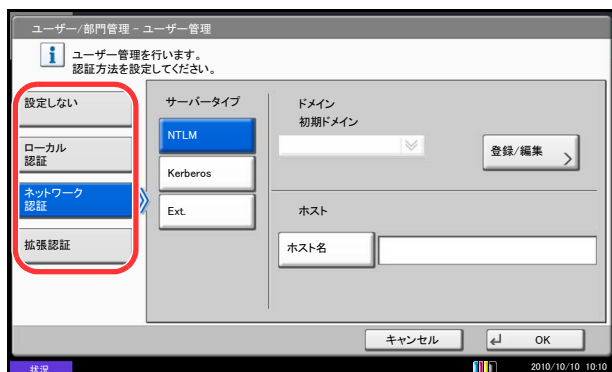 ユーザー/部門管理 - ユーザー管理
ユーザー管理を行います。
認証方法を設定してください。
設定しない
ローカル
認証
ネットワーク
認証
拡張認証
サーバータイプ
NTLM
Kerberos
Ext.
ドメイン
初期ドメイン
登録/編集
ホスト
ホスト名
キャンセル
OK
状況
2010/10/10 10:10